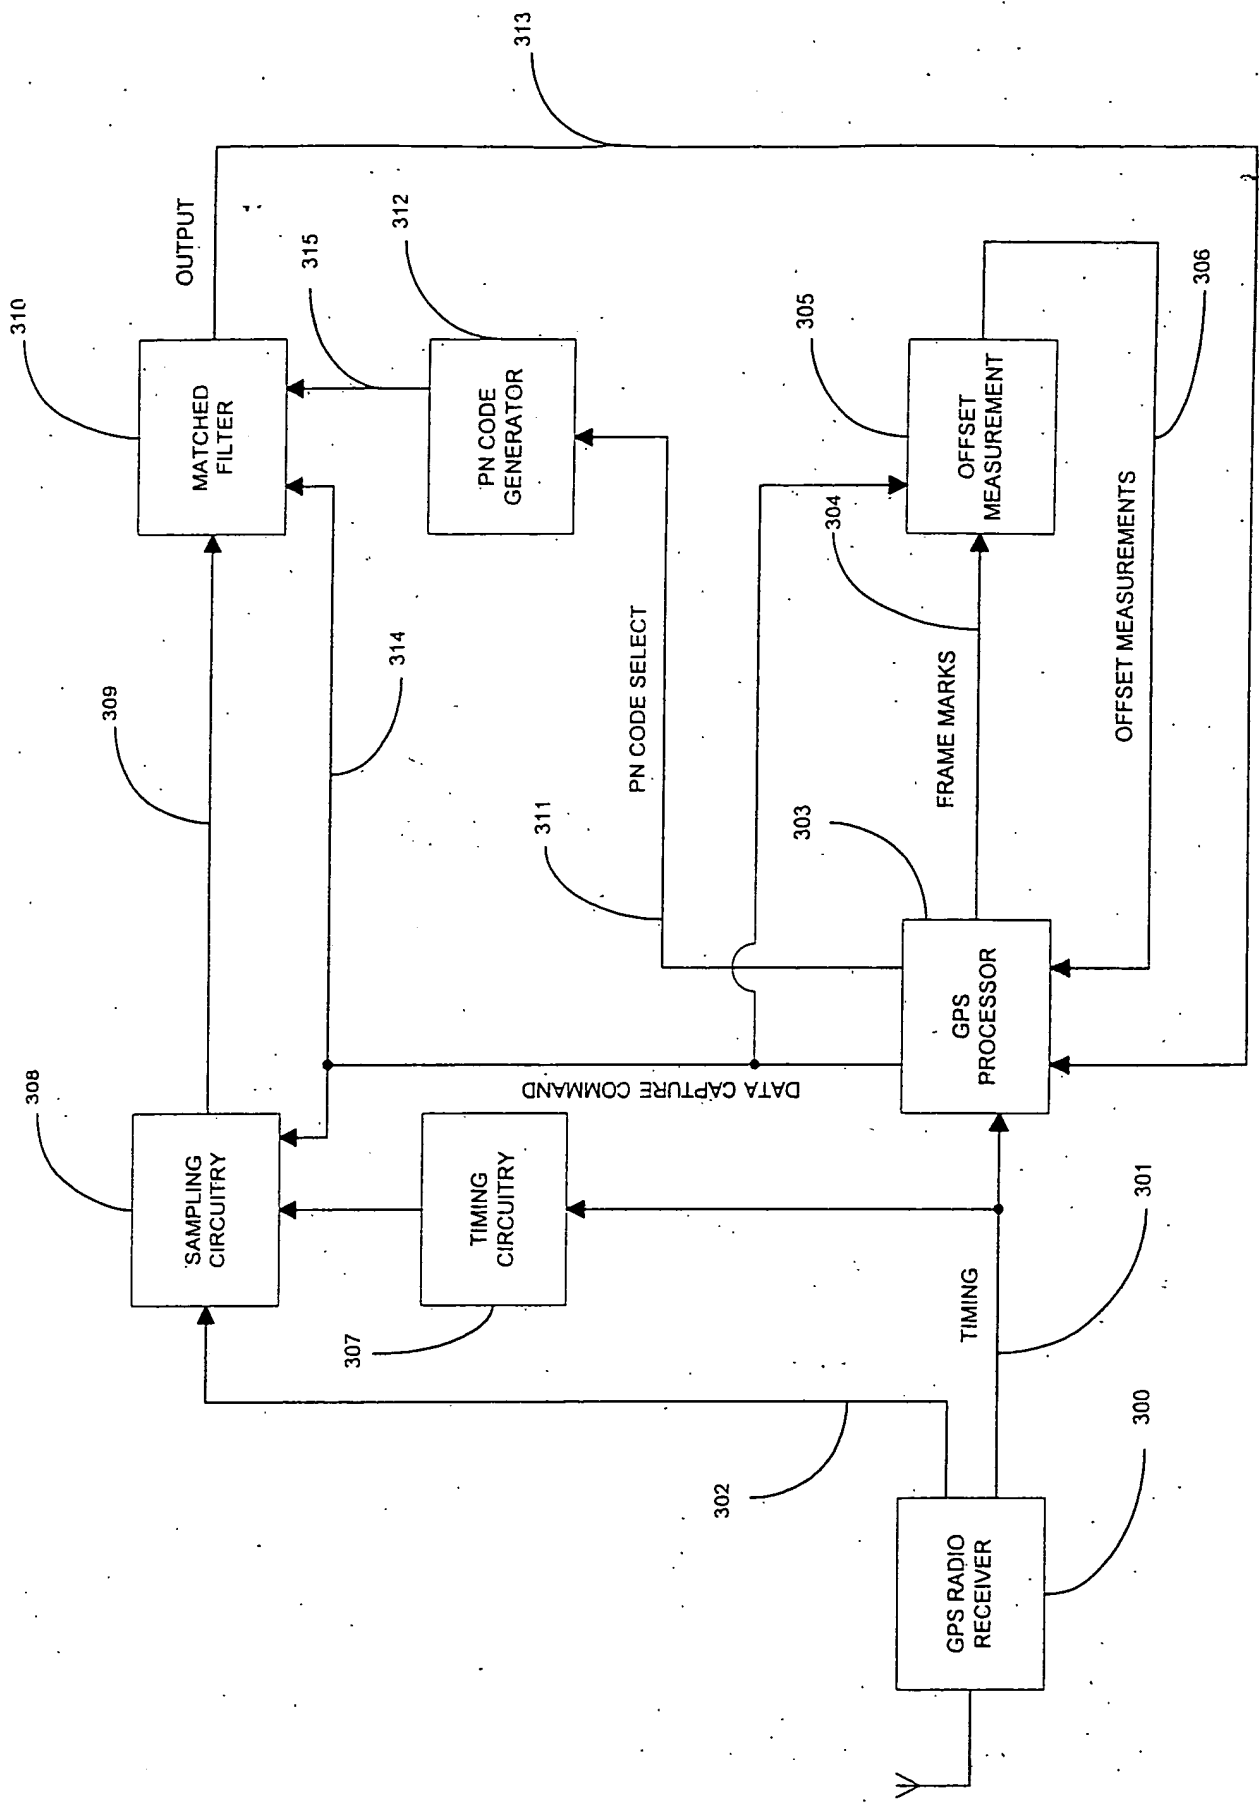 313
OUTPUT
315
312
310
MATCHED
FILTER
PN CODE
GENERATOR
305
OFFSET
MEASUREMENT
306
309
314
PN CODE SELECT
304
FRAME MARKS
OFFSET MEASUREMENTS
311
303
GPS
PROCESSOR
DATA CAPTURE COMMAND
308
SAMPLING
CIRCUITRY
TIMING
CIRCUITRY
307
TIMING
301
302
GPS RADIO
RECEIVER
300